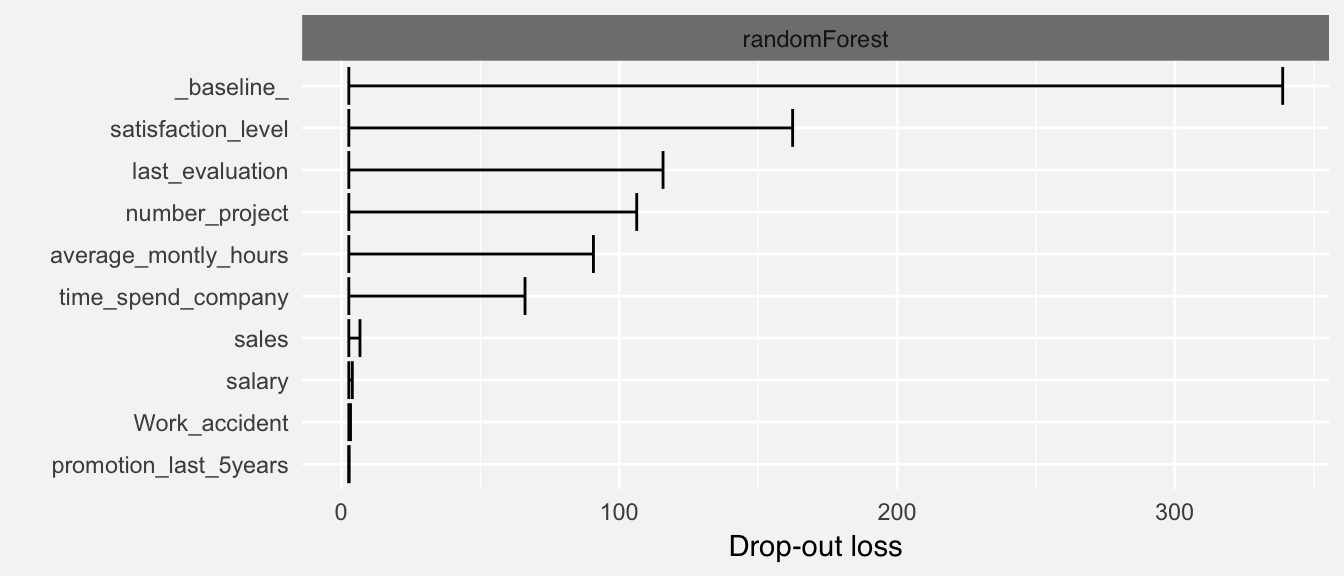 randomForest
_baseline_
satisfaction_level
last_evaluation
number_project
average_montly_hours
time_spend_company
sales
salary
Work_accident
promotion_last_5years
0 100 200 300
Drop-out loss